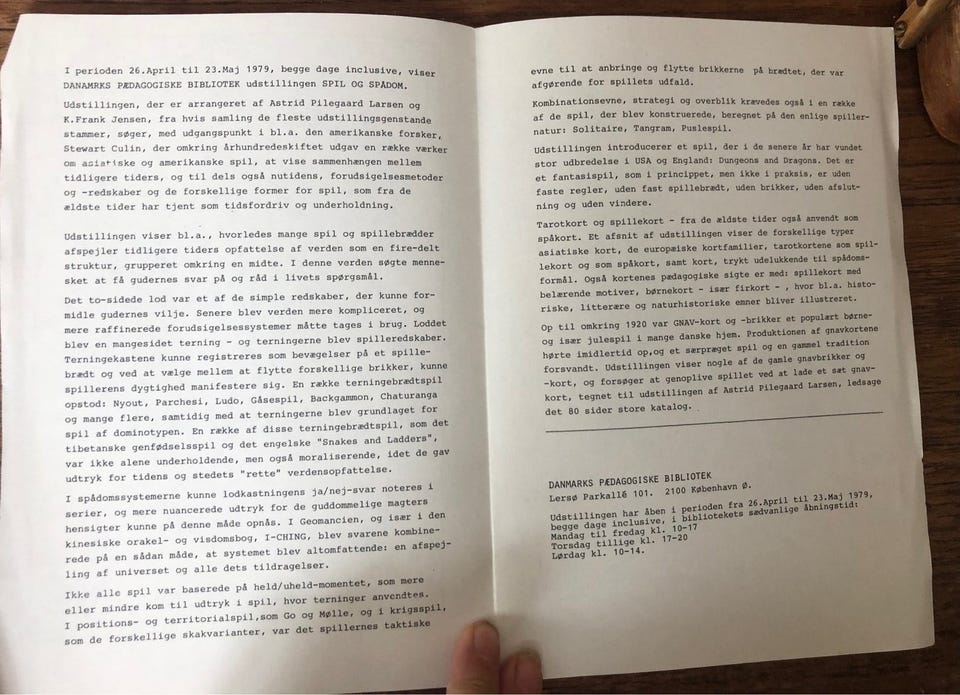 I perioden 26.April til 23.Maj 1979, begge dage inclusive, viser
DANAMRKS PÆDAGOGISKE BIBLIOTEK udstillingen SPIL OG SPÅDOM.
Udstillingen, der er arrangeret af Astrid Pilegaard Larsen og
K.Frank Jensen, fra hvis samling de fleste udstillingsgenstande
stammer, søger, med udgangspunkt i bl.a. den amerikanske forsker,
Stewart Culin, der omkring århundredeskiftet udgav en række værker
om asiatiske og amerikanske spil, at vise sammenhængen mellem
tidligere tiders, og til dels også nutidens, forudsigelsesmetoder
og -redskaber og de forskellige former for spil, som fra de
ældste tider har tjent som tidsfordriv og underholdning.
Udstillingen viser bl.a., hvorledes mange spil og spillebrædder
afspejler tidligere tiders opfattelse af verden som en fire-delt
struktur, grupperet omkring en midte. I denne verden søgte menne-
sket at få gudernes svar på og råd i livets spørgsmål.
Det to-sidede lod var et af de simple redskaber, der kunne for-
midle gudernes vilje. Senere blev verden mere kompliceret, og
mere raffinerede forudsigelsessystemer måtte tages i brug. Loddet
blev en mangesidet terning - og terningerne blev spilleredskaber.
Terningekastene kunne registreres som bevægelser på et spille-
brædt og ved at vælge mellem at flytte forskellige brikker, kunne
spillerens dygtighed manifestere sig. En række terningebrædtspil
opstod: Nyout, Parchesi, Ludo, Gåsespil, Backgammon, Chaturanga
og mange flere, samtidig med at terningerne blev grundlaget for
spil af dominotypen. En række af disse terningebrædtspil, som det
tibetanske genfødselsspil og det engelske "Snakes and Ladders",
var ikke alene underholdende, men også moraliserende, idet de gav
udtryk for tidens og stedets "rette" verdensopfattelse.
I spådomssystemerne kunne lodkastningens ja/nej-svar noteres i
serier, og mere nuancerede udtryk for de guddommelige magters
hensigter kunne på denne måde opnås. I Geomancien, og især i den
kinesiske orakel- og visdomsbog, I-CHING, blev svarene kombine-
rede på en sådan måde, at systemet blev altomfattende: en afspej-
ling af universet og alle dets tildragelser.
Ikke alle spil var baserede på held/uheld-momentet, som mere
eller mindre kom til udtryk i spil, hvor terninger anvendtes.
I positions- og territorialspil,som Go og Mølle, og i krigsspil,
som de forskellige skakvarianter, var det spillernes taktiske
evne til at anbringe og flytte brikkerne på brædtet, der var
afgørende for spillets udfald.
Kombinationsevne, strategi og overblik krævedes også i en række
af de spil, der blev konstruerede, beregnet på den enlige spiller-
natur: Solitaire, Tangram, Puslespil.
Udstillingen introducerer et spil, der i de senere år har vundet
stor udbredelse i USA og England: Dungeons and Dragons. Det er
et fantasispil, som i princippet, men ikke i praksis, er uden
faste regler, uden fast spillebrædt, uden brikker, uden afslut-
ning og uden vindere.
Tarotkort og spillekort - fra de ældste tider også anvendt som
spåkort. Et afsnit af udstillingen viser de forskellige typer
asiatiske kort, de europæiske kortfamilier, tarotkortene som spil-
lekort og som spåkort, samt kort, trykt udelukkende til spådoms-
formål. Også kortenes pædagogiske sigte er med: spillekort med
belærende motiver, børnekort - især firkort - , hvor bl.a. histo-
riske, litterære og naturhistoriske emner bliver illustreret.
Op til omkring 1920 var GNAV-kort og -brikker et populært børne-
og især julespil i mange danske hjem. Produktionen af gnavkortene
hørte imidlertid op,og et særpræget spil og en gammel tradition
forsvandt. Udstillingen viser nogle af de gamle gnavbrikker og
-kort, og forsøger at genoplive spillet ved at lade et sæt gnav-
kort, tegnet til udstillingen af Astrid Pilegaard Larsen, ledsage
det 80 sider store katalog.
DANMARKS PÆDAGOGISKE BIBLIOTEK
Lersø Parkallé 101. 2100 København Ø.
Udstillingen har åben i perioden fra 26.April til 23.Maj 1979,
begge dage inclusive, i bibliotekets sædvanlige åbningstid:
Mandag til fredag kl. 10-17
Torsdag tillige kl. 17-20
Lørdag kl. 10-14.